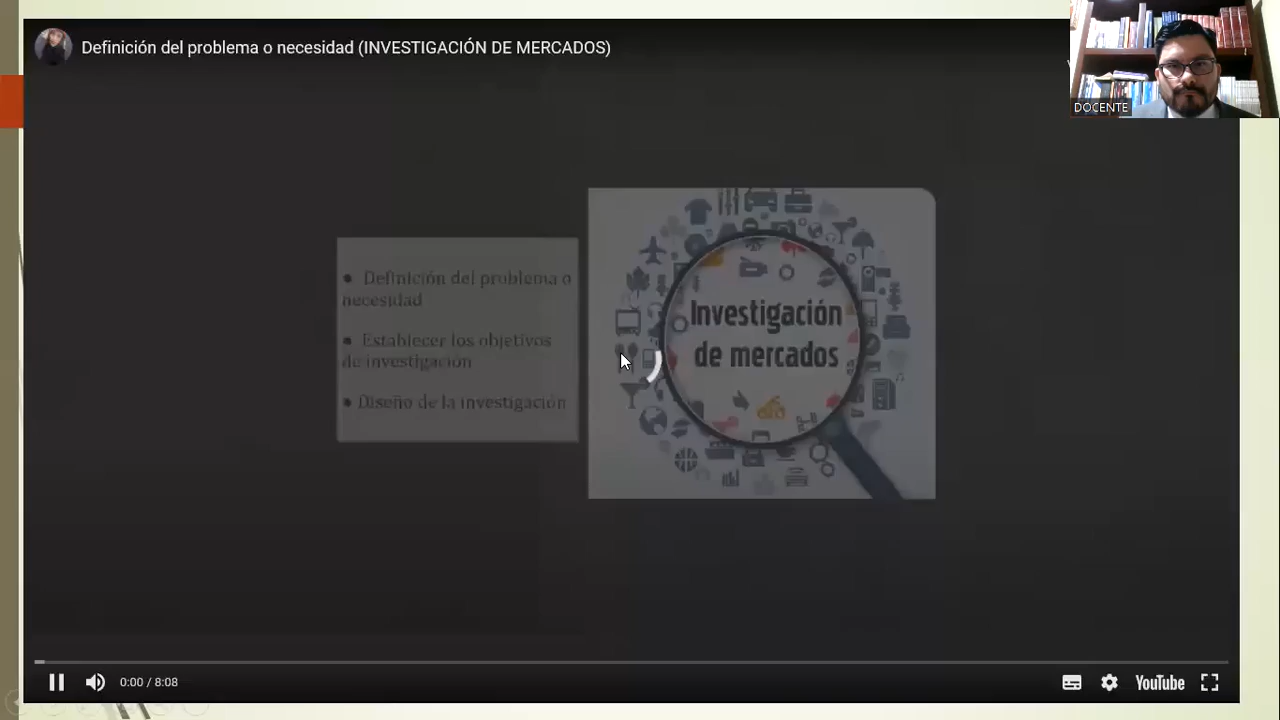 Definición del problema o necesidad (INVESTIGACIÓN DE MERCADOS)
DOCENTE
● Definición del problema o
necesidad
● Establecer los objetivos
de investigación
● Diseño de la investigación
Investigación
de mercados
0:00 / 8:08
YouTube